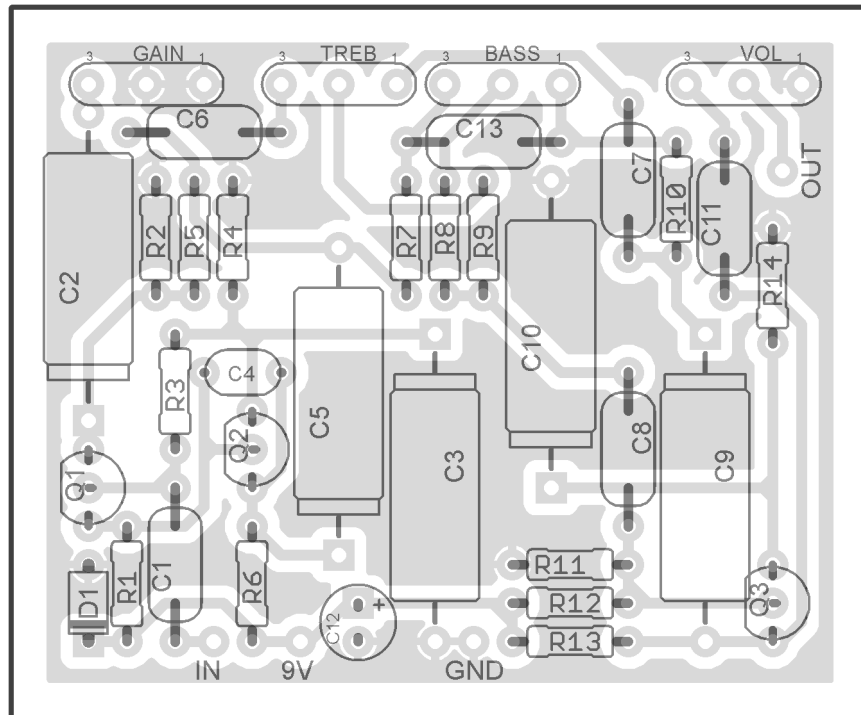 GAIN TREB BASS VOL
3 1 3 1 3 1 3 1
C6 C13 C7 R10 C11 OUT
C2 R2 R5 R4 R7 R8 R9 C10 R14
R3 C4 C5 C3 C8 C9
Q1 Q2
D1 R1 C1 R6 C12 + R11 Q3
R12
R13
IN 9V GND